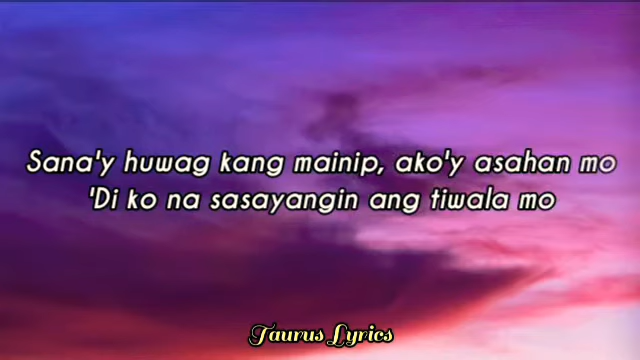 Sana'y huwag kang mainip, ako'y asahan mo
'Di ko na sasayangin ang tiwala mo
Taurus Lyrics